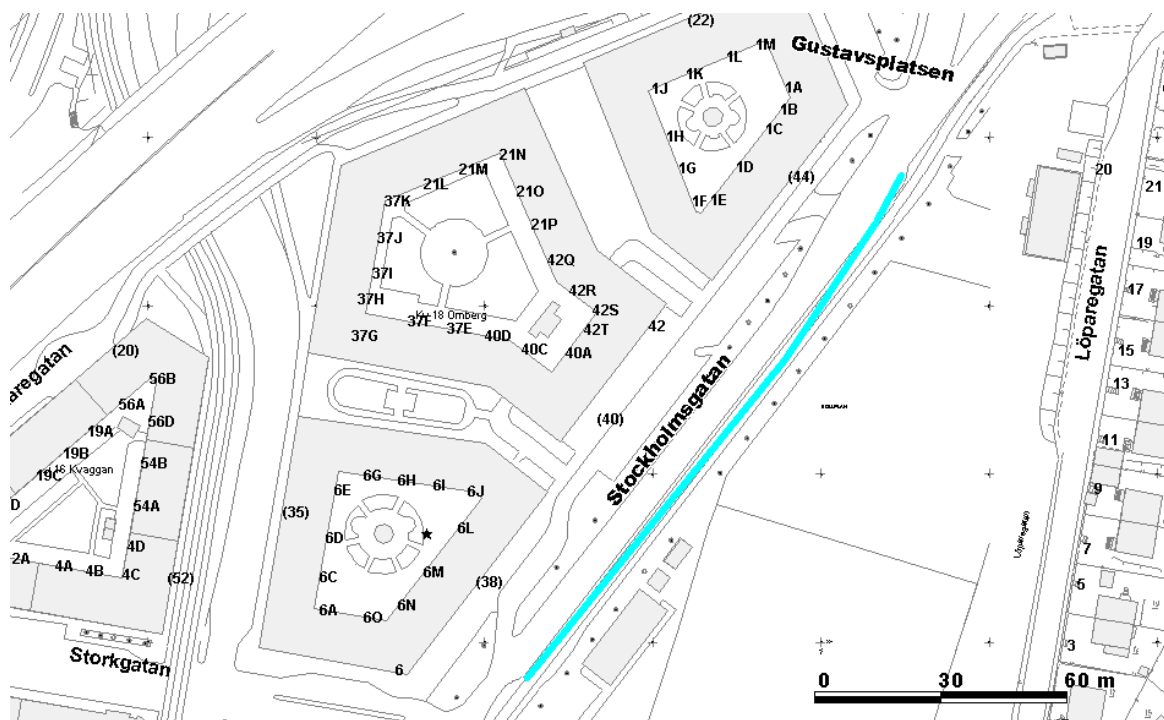 (22)
1M
Gustavsplatsen
1L
1K
1J
1A
1B
1C
1H
1G
1D
(44)
1F
1E
20
21
21N
21M
21L
37K
21O
21P
37J
42Q
37I
42R
37H
42S
42T
42
37G
37F
37E
40D
40C
40A
Kv 18 Omberg
19
17
15
13
11
9
7
5
3
Löparegatan
Löparegatan
(20)
56B
56A
56D
19A
19B
54B
19C
16 Kvaggan
54A
D
4D
2A
4A
4B
4C
(52)
paregatan
(40)
Stockholmsgatan
BOLLPLAN
(35)
6G
6H
6I
6J
6E
6L
6D
6M
6C
(38)
6N
6A
6O
6
Storkgatan
0 30 60 m